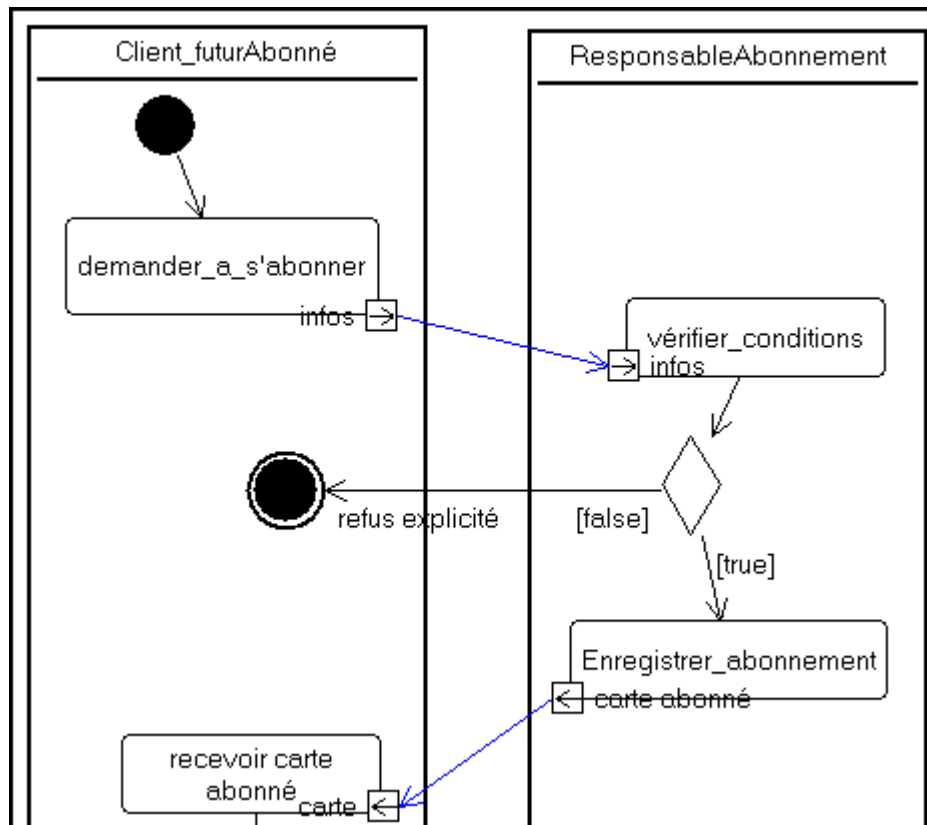 Client_futurAbonné
ResponsableAbonnement
demander_a_s'abonner
infos
vérifier_conditions
infos
refus explicité
[false]
[true]
Enregistrer_abonnement
carte abonné
recevoir carte
abonné
carte